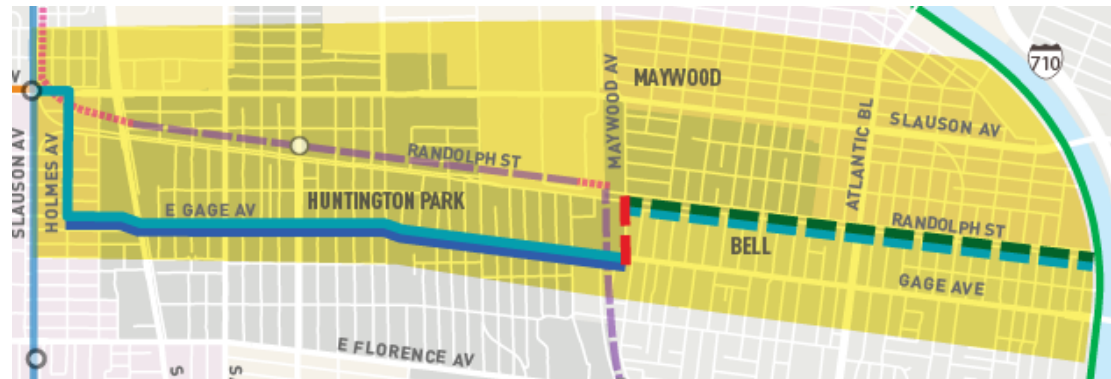 V
710
MAYWOOD
MAYWOOD AV
SLAUSON AV
ATLANTIC BL
RANDOLPH ST
SLAUSON AV
HOLMES AV
HUNTINGTON PARK
E GAGE AV
RANDOLPH ST
BELL
GAGE AVE
E FLORENCE AV
S
S